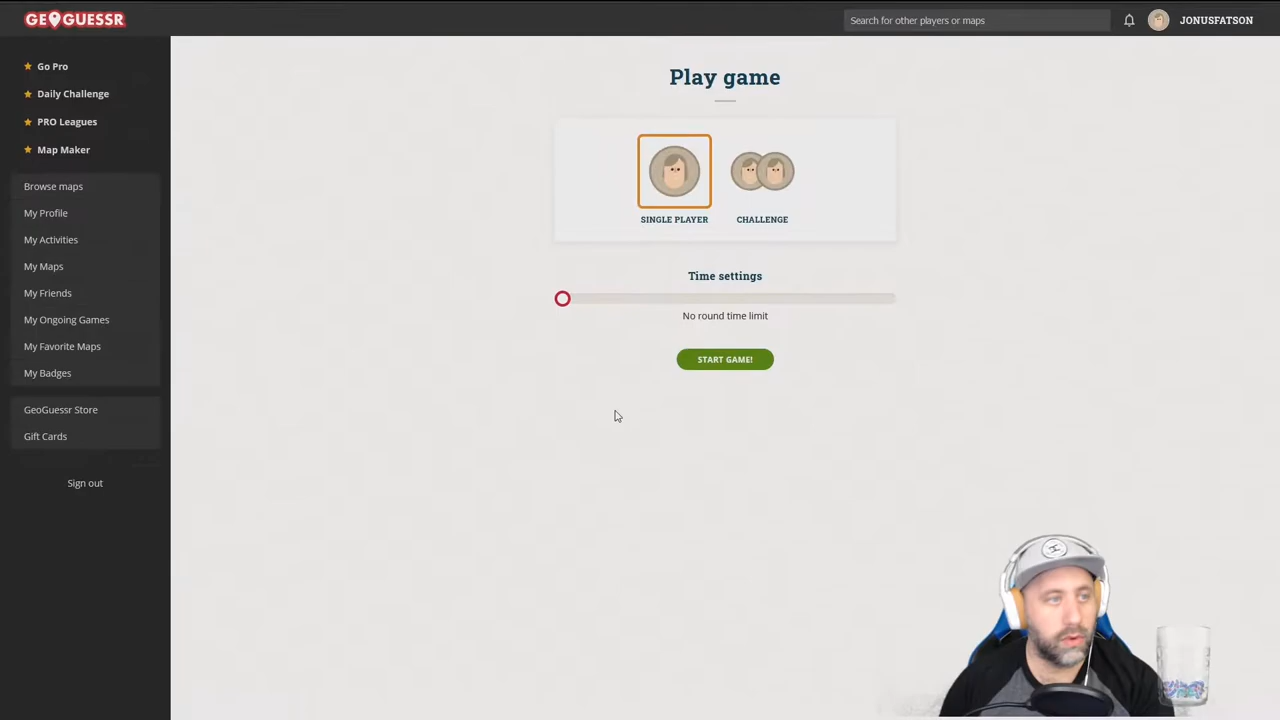 GEOGUESSR
Search for other players or maps
JONUSFATSON
Go Pro
Daily Challenge
PRO Leagues
Map Maker
Browse maps
My Profile
My Activities
My Maps
My Friends
My Ongoing Games
My Favorite Maps
My Badges
GeoGuessr Store
Gift Cards
Sign out
Play game
SINGLE PLAYER
CHALLENGE
Time settings
No round time limit
START GAME!